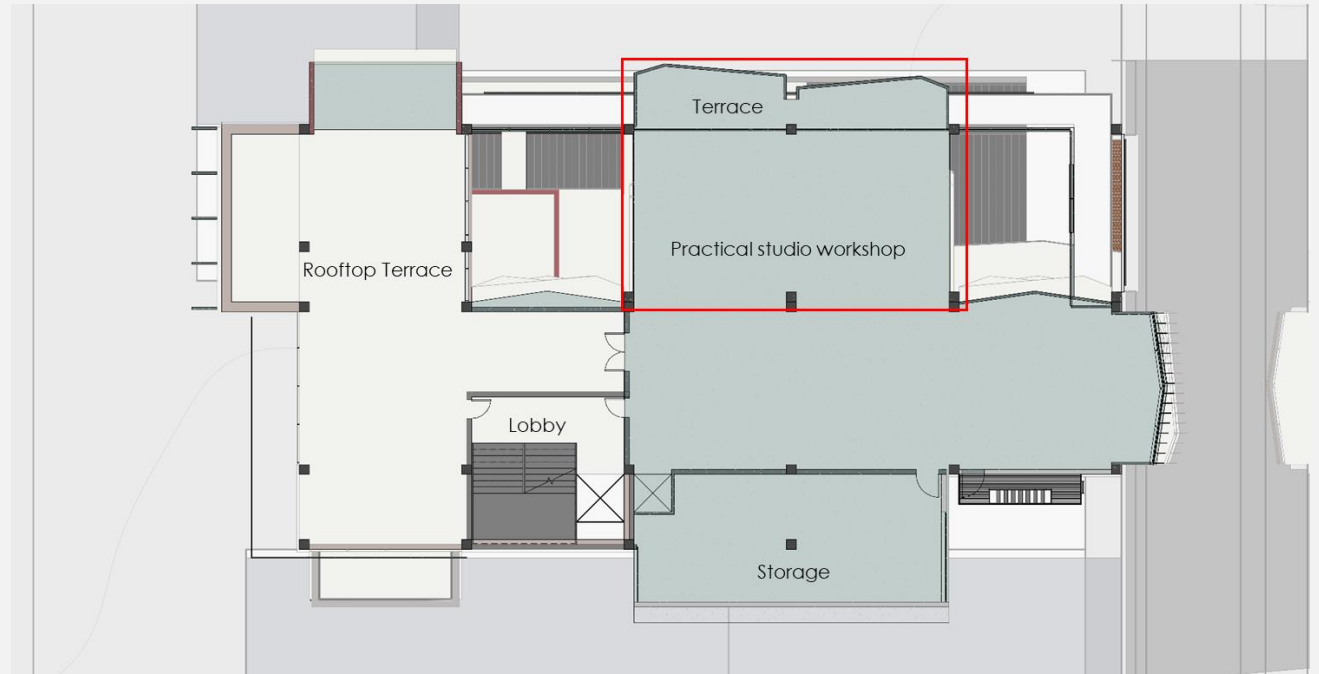 Terrace
Practical studio workshop
Rooftop Terrace
Lobby
Storage